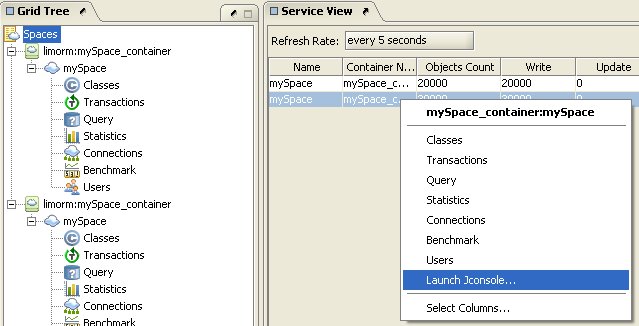 Grid Tree
Spaces
limorm:mySpace_container
mySpace
Classes
Transactions
Query
Statistics
Connections
Benchmark
Users
limorm:mySpace_container
mySpace
Classes
Transactions
Query
Statistics
Connections
Benchmark
Service View
Refresh Rate: every 5 seconds
Name Container N... Objects Count Write Update
mySpace mySpace_c... 20000 20000 0
mySpace mySpace_c... 20000 20000 0
mySpace_container:mySpace
Classes
Transactions
Query
Statistics
Connections
Benchmark
Users
Launch Jconsole...
Select Columns...